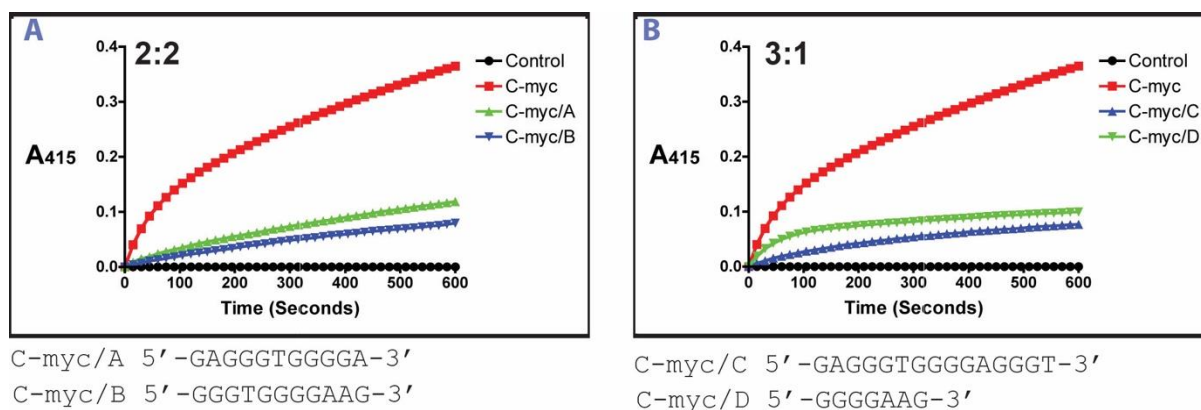 A
2:2
0.4
0.3
0.2
0.1
0.0
A415
0 100 200 300 400 500 600
Time (Seconds)
Control
C-myc
C-myc/A
C-myc/B
C-myc/A 5′-GAGGGTGGGGA-3′
C-myc/B 5′-GGGTGGGGAAG-3′
B
3:1
0.4
0.3
0.2
0.1
0.0
A415
0 100 200 300 400 500 600
Time (Seconds)
Control
C-myc
C-myc/C
C-myc/D
C-myc/C 5′-GAGGGTGGGGAGGGT-3′
C-myc/D 5′-GGGGAAG-3′